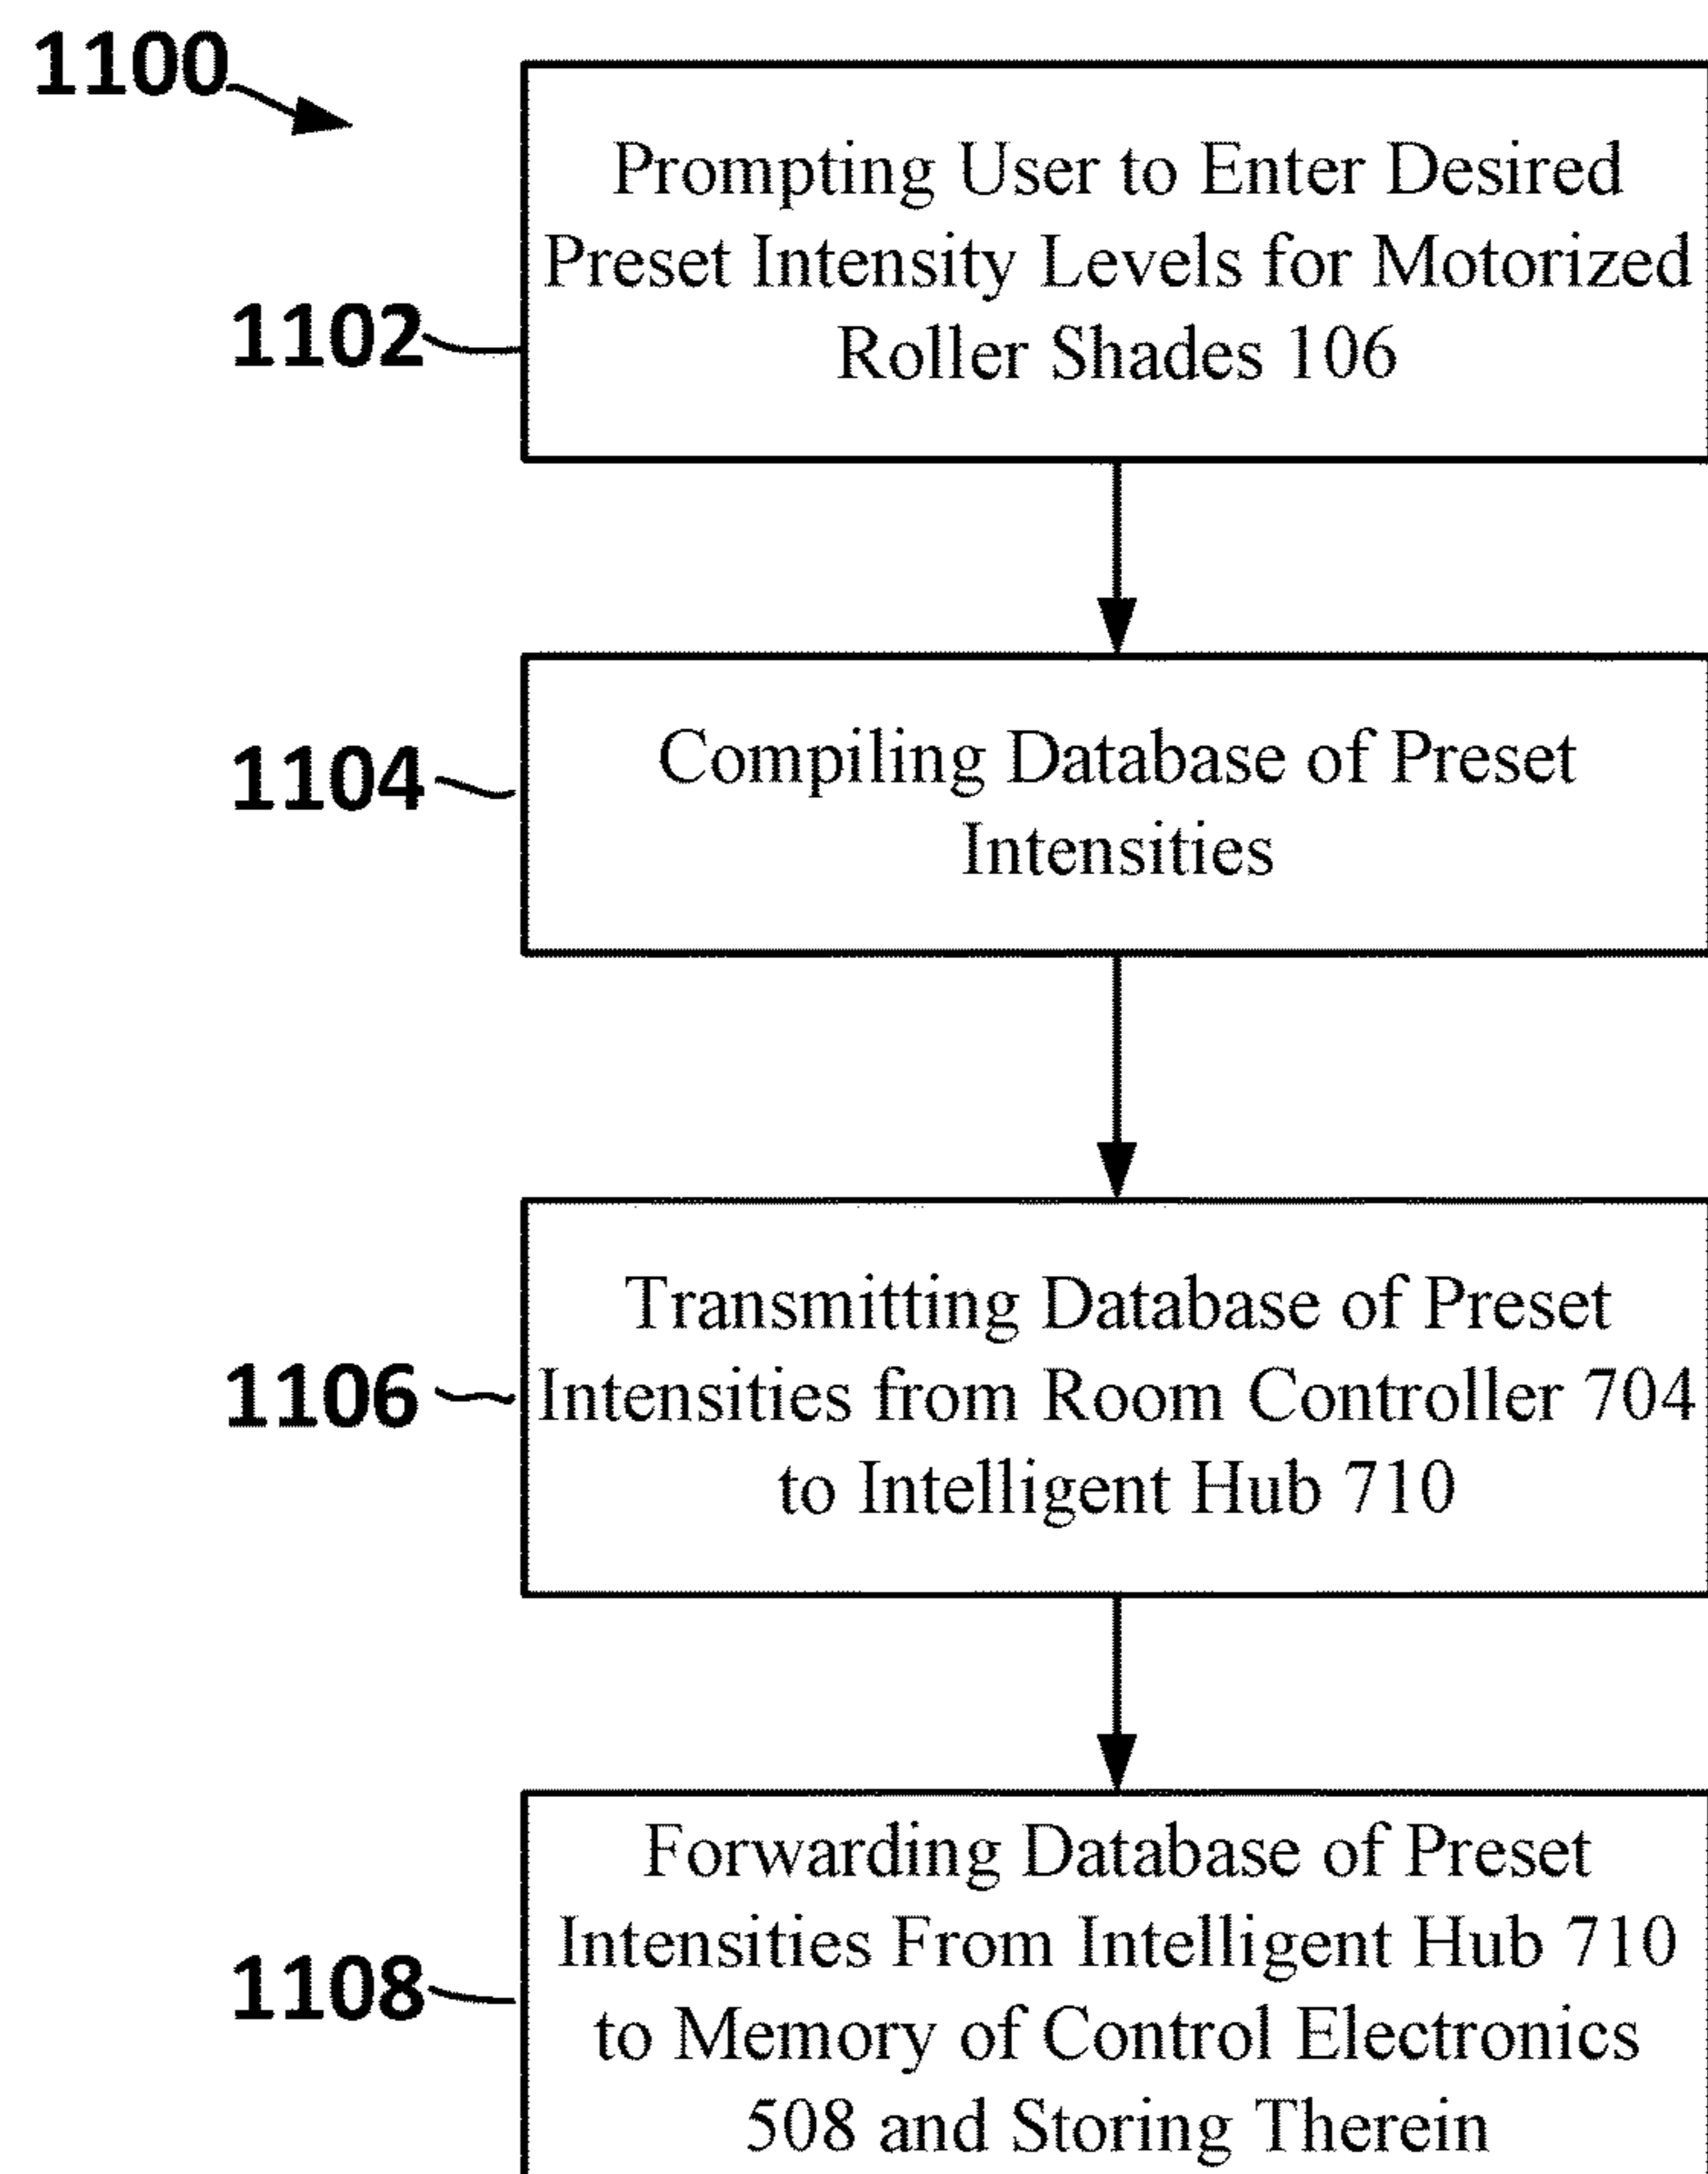 1100
Prompting User to Enter Desired
Preset Intensity Levels for Motorized
Roller Shades 106
1102
Compiling Database of Preset
Intensities
1104
Transmitting Database of Preset
Intensities from Room Controller 704
to Intelligent Hub 710
1106
Forwarding Database of Preset
Intensities From Intelligent Hub 710
to Memory of Control Electronics
508 and Storing Therein
1108